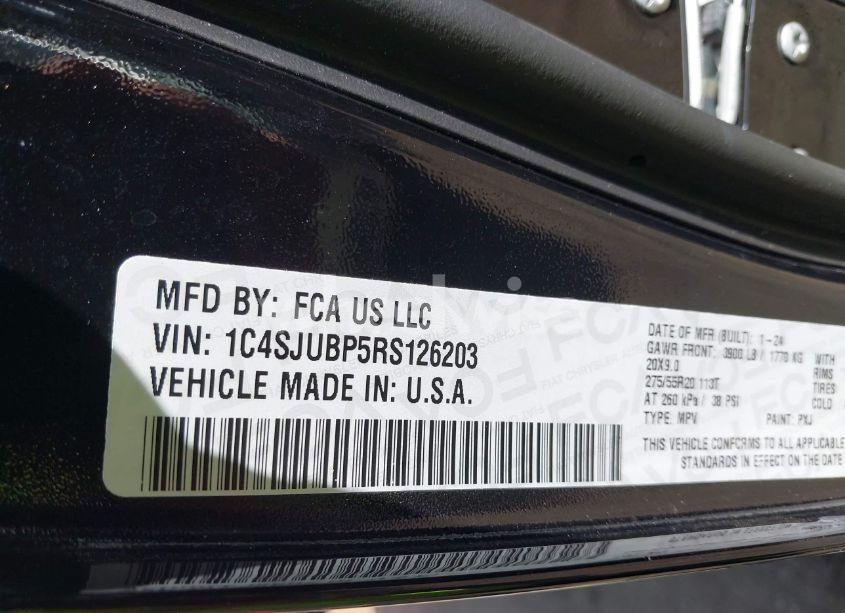 MFD BY: FCA US LLC
VIN: 1C4SJUBP5RS126203
VEHICLE MADE IN: U.S.A.
DATE OF MFR (BUILT): 1-24
GAWR FRONT: 3900 LB / 1770 KG WITH
20X9.0 RIMS
275/55R20 113T TIRES
AT 260 kPa / 38 PSI COLD
TYPE: MPV PAINT: PXJ
THIS VEHICLE CONFORMS TO ALL APPLICABLE
STANDARDS IN EFFECT ON THE DATE